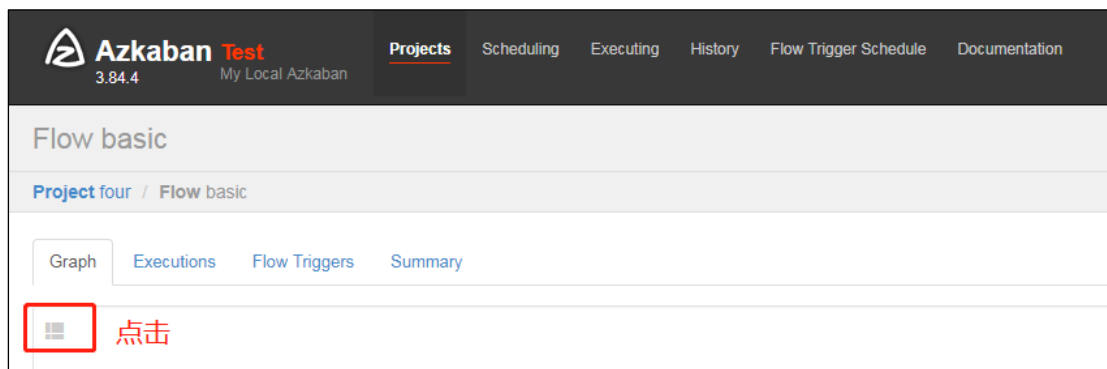 Azkaban Test Projects Scheduling Executing History Flow Trigger Schedule Documentation
3.84.4 My Local Azkaban
Flow basic
Project four / Flow basic
Graph Executions Flow Triggers Summary
点击